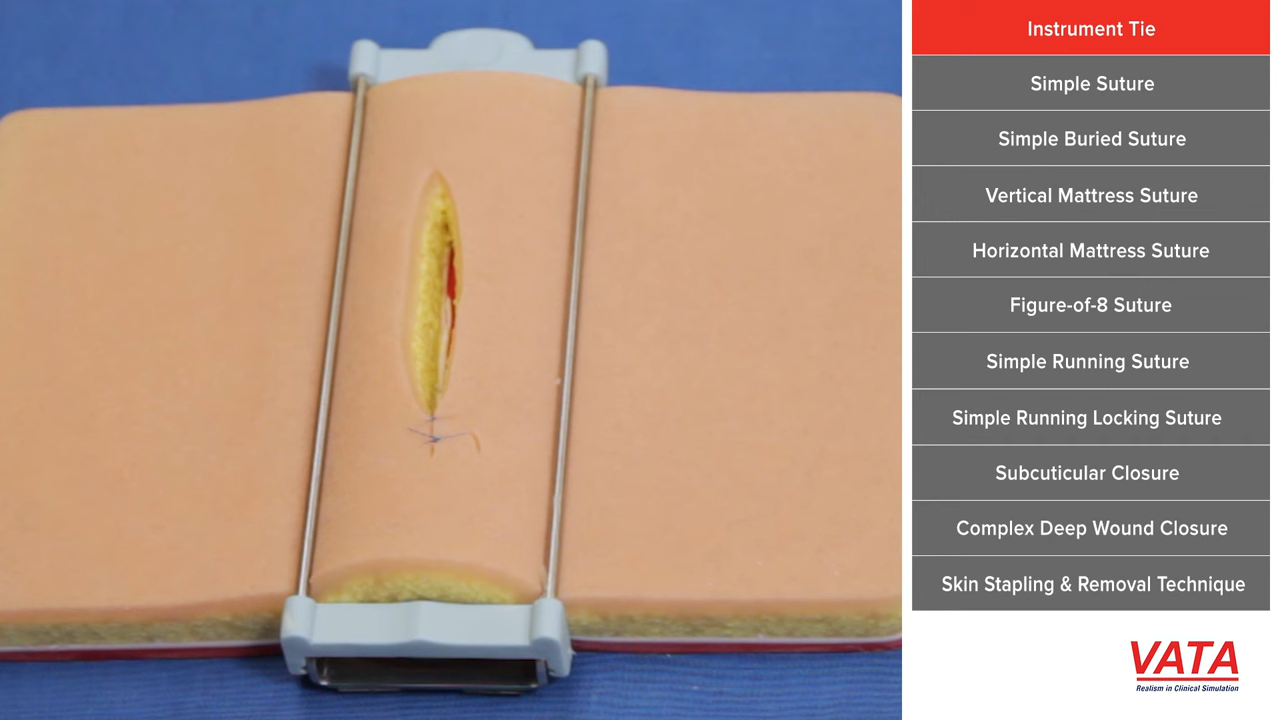 Instrument Tie
Simple Suture
Simple Buried Suture
Vertical Mattress Suture
Horizontal Mattress Suture
Figure-of-8 Suture
Simple Running Suture
Simple Running Locking Suture
Subcuticular Closure
Complex Deep Wound Closure
Skin Stapling & Removal Technique
VATA
Realism in Clinical Simulation